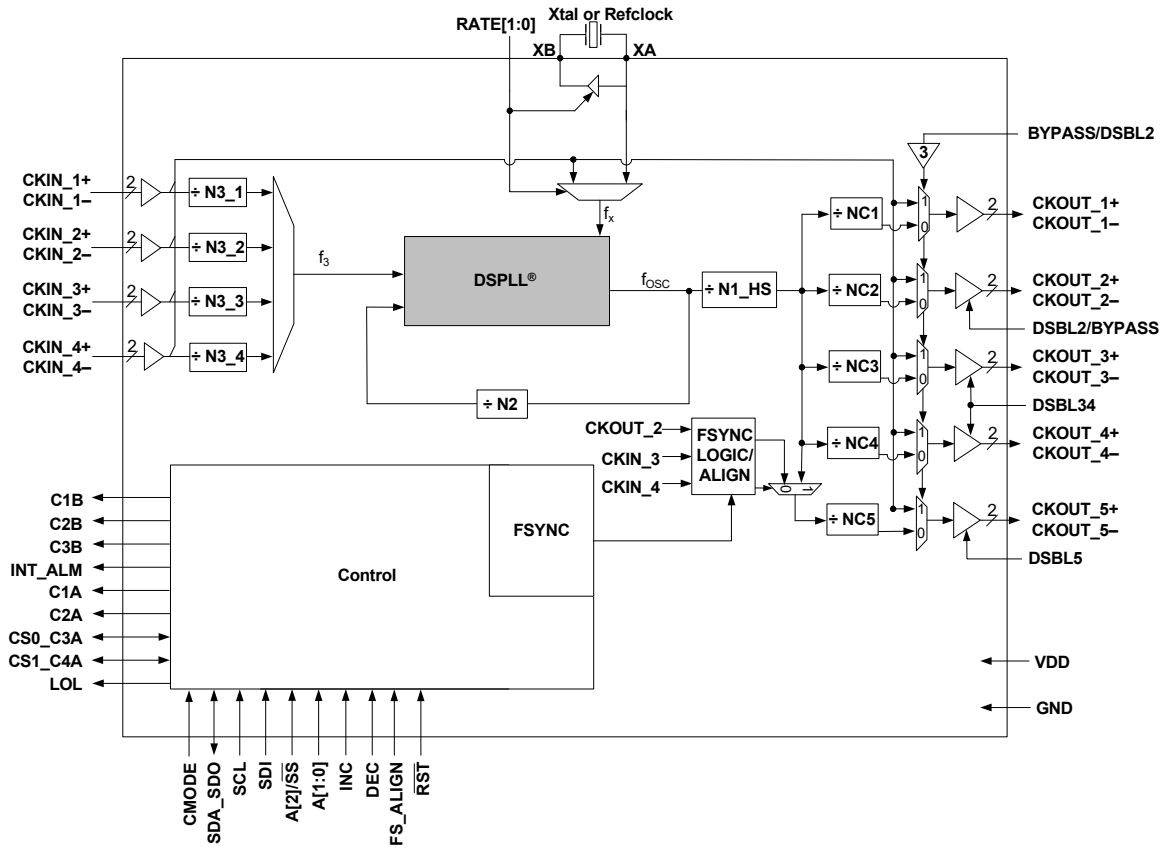 Xtal or Refclock
RATE[1:0]
XB
XA
BYPASS/DSBL2
3
CKIN_1+
CKIN_1–
2
÷ N3_1
CKIN_2+
CKIN_2–
2
÷ N3_2
CKIN_3+
CKIN_3–
2
÷ N3_3
CKIN_4+
CKIN_4–
2
÷ N3_4
f3
fx
DSPLL®
fOSC
÷ N1_HS
÷ N2
÷ NC1
1
0
2
CKOUT_1+
CKOUT_1–
÷ NC2
1
0
2
CKOUT_2+
CKOUT_2–
DSBL2/BYPASS
÷ NC3
1
0
2
CKOUT_3+
CKOUT_3–
DSBL34
÷ NC4
1
0
2
CKOUT_4+
CKOUT_4–
CKOUT_2
CKIN_3
CKIN_4
FSYNC
LOGIC/
ALIGN
0
1
÷ NC5
1
0
2
CKOUT_5+
CKOUT_5–
DSBL5
C1B
C2B
C3B
INT_ALM
C1A
C2A
CS0_C3A
CS1_C4A
LOL
Control
FSYNC
VDD
GND
CMODE
SDA_SDO
SCL
SDI
A[2]/SS
A[1:0]
INC
DEC
FS_ALIGN
RST